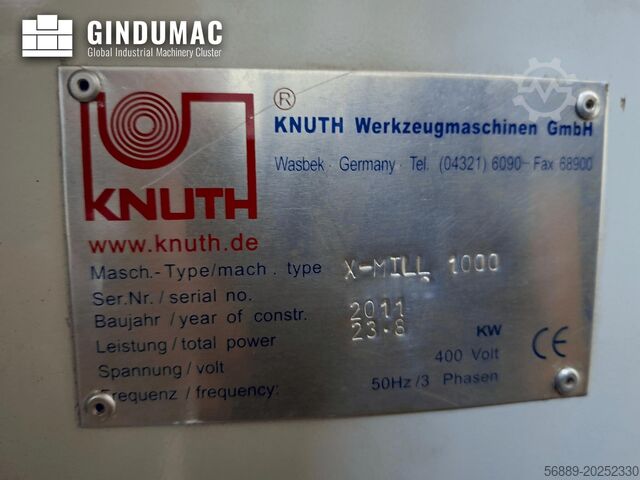 GINDUMAC
Global Industrial Machinery Cluster
®
KNUTH Werkzeugmaschinen GmbH
Wasbek · Germany · Tel. (04321) 6090 - Fax 68900
KNUTH
www.knuth.de
Masch.-Type/mach. type X-MILL 1000
Ser.Nr. / serial no.
Baujahr / year of constr. 2011
Leistung / total power 23.8 KW
Spannung / volt 400 Volt
Frequenz / frequency: 50Hz/3 Phasen
CE
56889-20252330